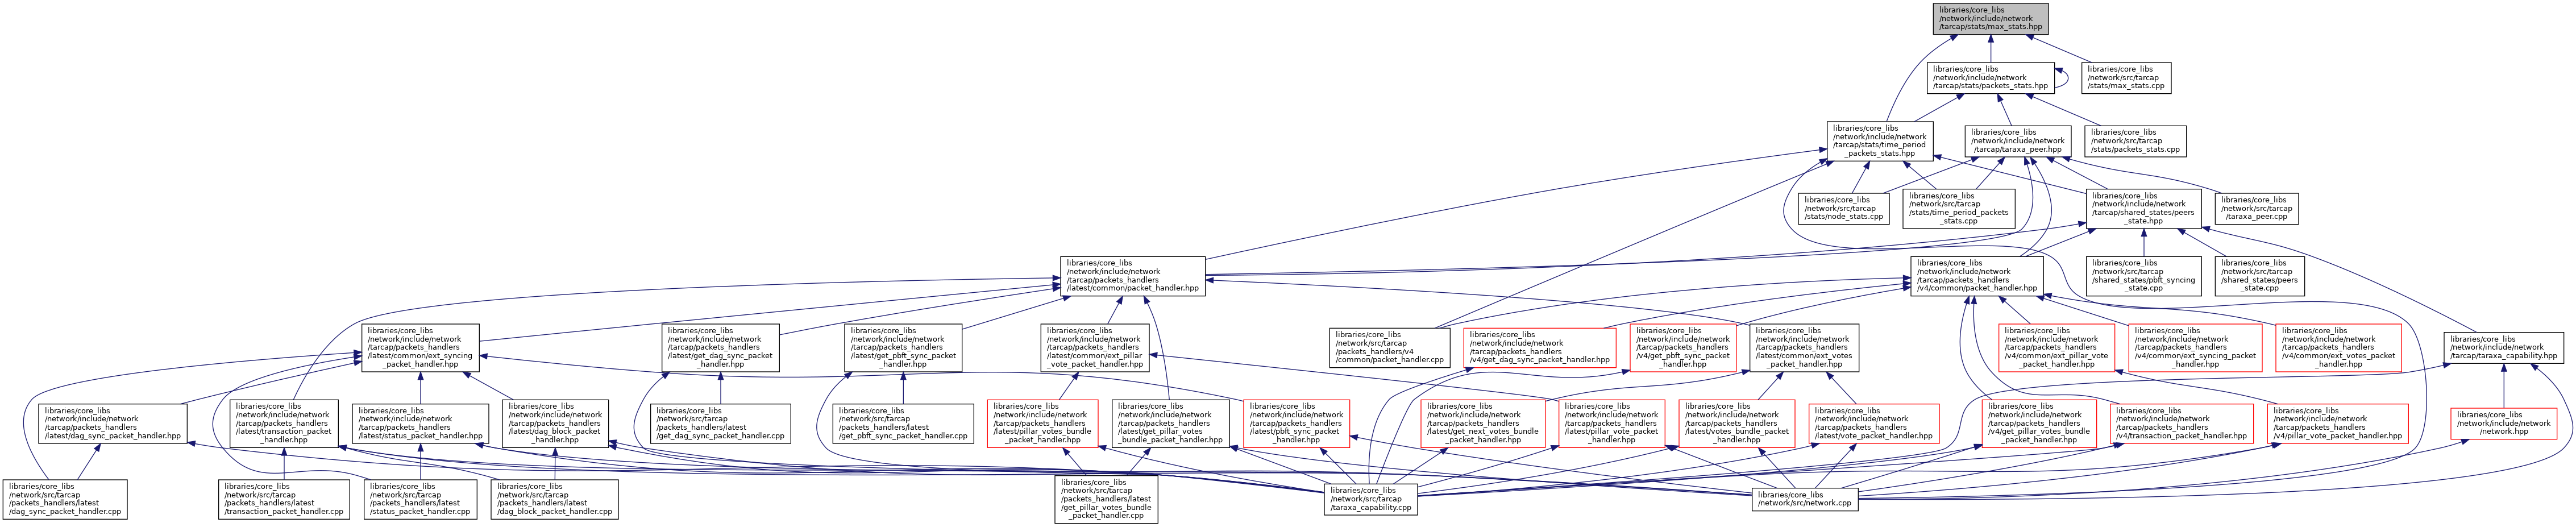 libraries/core_libs
/network/include/network
/tarcap/stats/max_stats.hpp
libraries/core_libs
/network/include/network
/tarcap/stats/packets_stats.hpp
libraries/core_libs
/network/src/tarcap
/stats/max_stats.cpp
libraries/core_libs
/network/include/network
/tarcap/stats/time_period
_packets_stats.hpp
libraries/core_libs
/network/include/network
/tarcap/taraxa_peer.hpp
libraries/core_libs
/network/src/tarcap
/stats/packets_stats.cpp
libraries/core_libs
/network/src/tarcap
/stats/node_stats.cpp
libraries/core_libs
/network/src/tarcap
/stats/time_period_packets
_stats.cpp
libraries/core_libs
/network/include/network
/tarcap/shared_states/peers
_state.hpp
libraries/core_libs
/network/src/tarcap
/taraxa_peer.cpp
libraries/core_libs
/network/include/network
/tarcap/packets_handlers
/latest/common/packet_handler.hpp
libraries/core_libs
/network/include/network
/tarcap/packets_handlers
/v4/common/packet_handler.hpp
libraries/core_libs
/network/src/tarcap
/shared_states/pbft_syncing
_state.cpp
libraries/core_libs
/network/src/tarcap
/shared_states/peers
_state.cpp
libraries/core_libs
/network/include/network
/tarcap/packets_handlers
/latest/common/ext_syncing
_packet_handler.hpp
libraries/core_libs
/network/include/network
/tarcap/packets_handlers
/latest/get_dag_sync_packet
_handler.hpp
libraries/core_libs
/network/include/network
/tarcap/packets_handlers
/latest/get_pbft_sync_packet
_handler.hpp
libraries/core_libs
/network/include/network
/tarcap/packets_handlers
/latest/common/ext_pillar
_vote_packet_handler.hpp
libraries/core_libs
/network/src/tarcap
/packets_handlers/v4
/common/packet_handler.cpp
libraries/core_libs
/network/include/network
/tarcap/packets_handlers
/v4/get_dag_sync_packet_handler.hpp
libraries/core_libs
/network/include/network
/tarcap/packets_handlers
/v4/get_pbft_sync_packet
_handler.hpp
libraries/core_libs
/network/include/network
/tarcap/packets_handlers
/latest/common/ext_votes
_packet_handler.hpp
libraries/core_libs
/network/include/network
/tarcap/packets_handlers
/v4/common/ext_pillar_vote
_packet_handler.hpp
libraries/core_libs
/network/include/network
/tarcap/packets_handlers
/v4/common/ext_syncing_packet
_handler.hpp
libraries/core_libs
/network/include/network
/tarcap/packets_handlers
/v4/common/ext_votes_packet
_handler.hpp
libraries/core_libs
/network/include/network
/tarcap/taraxa_capability.hpp
libraries/core_libs
/network/include/network
/tarcap/packets_handlers
/latest/dag_sync_packet_handler.hpp
libraries/core_libs
/network/include/network
/tarcap/packets_handlers
/latest/transaction_packet
_handler.hpp
libraries/core_libs
/network/include/network
/tarcap/packets_handlers
/latest/status_packet_handler.hpp
libraries/core_libs
/network/include/network
/tarcap/packets_handlers
/latest/dag_block_packet
_handler.hpp
libraries/core_libs
/network/src/tarcap
/packets_handlers/latest
/get_dag_sync_packet_handler.cpp
libraries/core_libs
/network/src/tarcap
/packets_handlers/latest
/get_pbft_sync_packet_handler.cpp
libraries/core_libs
/network/include/network
/tarcap/packets_handlers
/latest/pillar_votes_bundle
_packet_handler.hpp
libraries/core_libs
/network/include/network
/tarcap/packets_handlers
/latest/get_pillar_votes
_bundle_packet_handler.hpp
libraries/core_libs
/network/include/network
/tarcap/packets_handlers
/latest/pbft_sync_packet
_handler.hpp
libraries/core_libs
/network/include/network
/tarcap/packets_handlers
/latest/get_next_votes_bundle
_packet_handler.hpp
libraries/core_libs
/network/include/network
/tarcap/packets_handlers
/latest/pillar_vote_packet
_handler.hpp
libraries/core_libs
/network/include/network
/tarcap/packets_handlers
/latest/votes_bundle_packet
_handler.hpp
libraries/core_libs
/network/include/network
/tarcap/packets_handlers
/latest/vote_packet_handler.hpp
libraries/core_libs
/network/include/network
/tarcap/packets_handlers
/v4/get_pillar_votes_bundle
_packet_handler.hpp
libraries/core_libs
/network/include/network
/tarcap/packets_handlers
/v4/transaction_packet_handler.hpp
libraries/core_libs
/network/include/network
/tarcap/packets_handlers
/v4/pillar_vote_packet_handler.hpp
libraries/core_libs
/network/include/network
/network.hpp
libraries/core_libs
/network/src/tarcap
/packets_handlers/latest
/dag_sync_packet_handler.cpp
libraries/core_libs
/network/src/tarcap
/packets_handlers/latest
/transaction_packet_handler.cpp
libraries/core_libs
/network/src/tarcap
/packets_handlers/latest
/status_packet_handler.cpp
libraries/core_libs
/network/src/tarcap
/packets_handlers/latest
/dag_block_packet_handler.cpp
libraries/core_libs
/network/src/tarcap
/packets_handlers/latest
/get_pillar_votes_bundle
_packet_handler.cpp
libraries/core_libs
/network/src/tarcap
/taraxa_capability.cpp
libraries/core_libs
/network/src/network.cpp